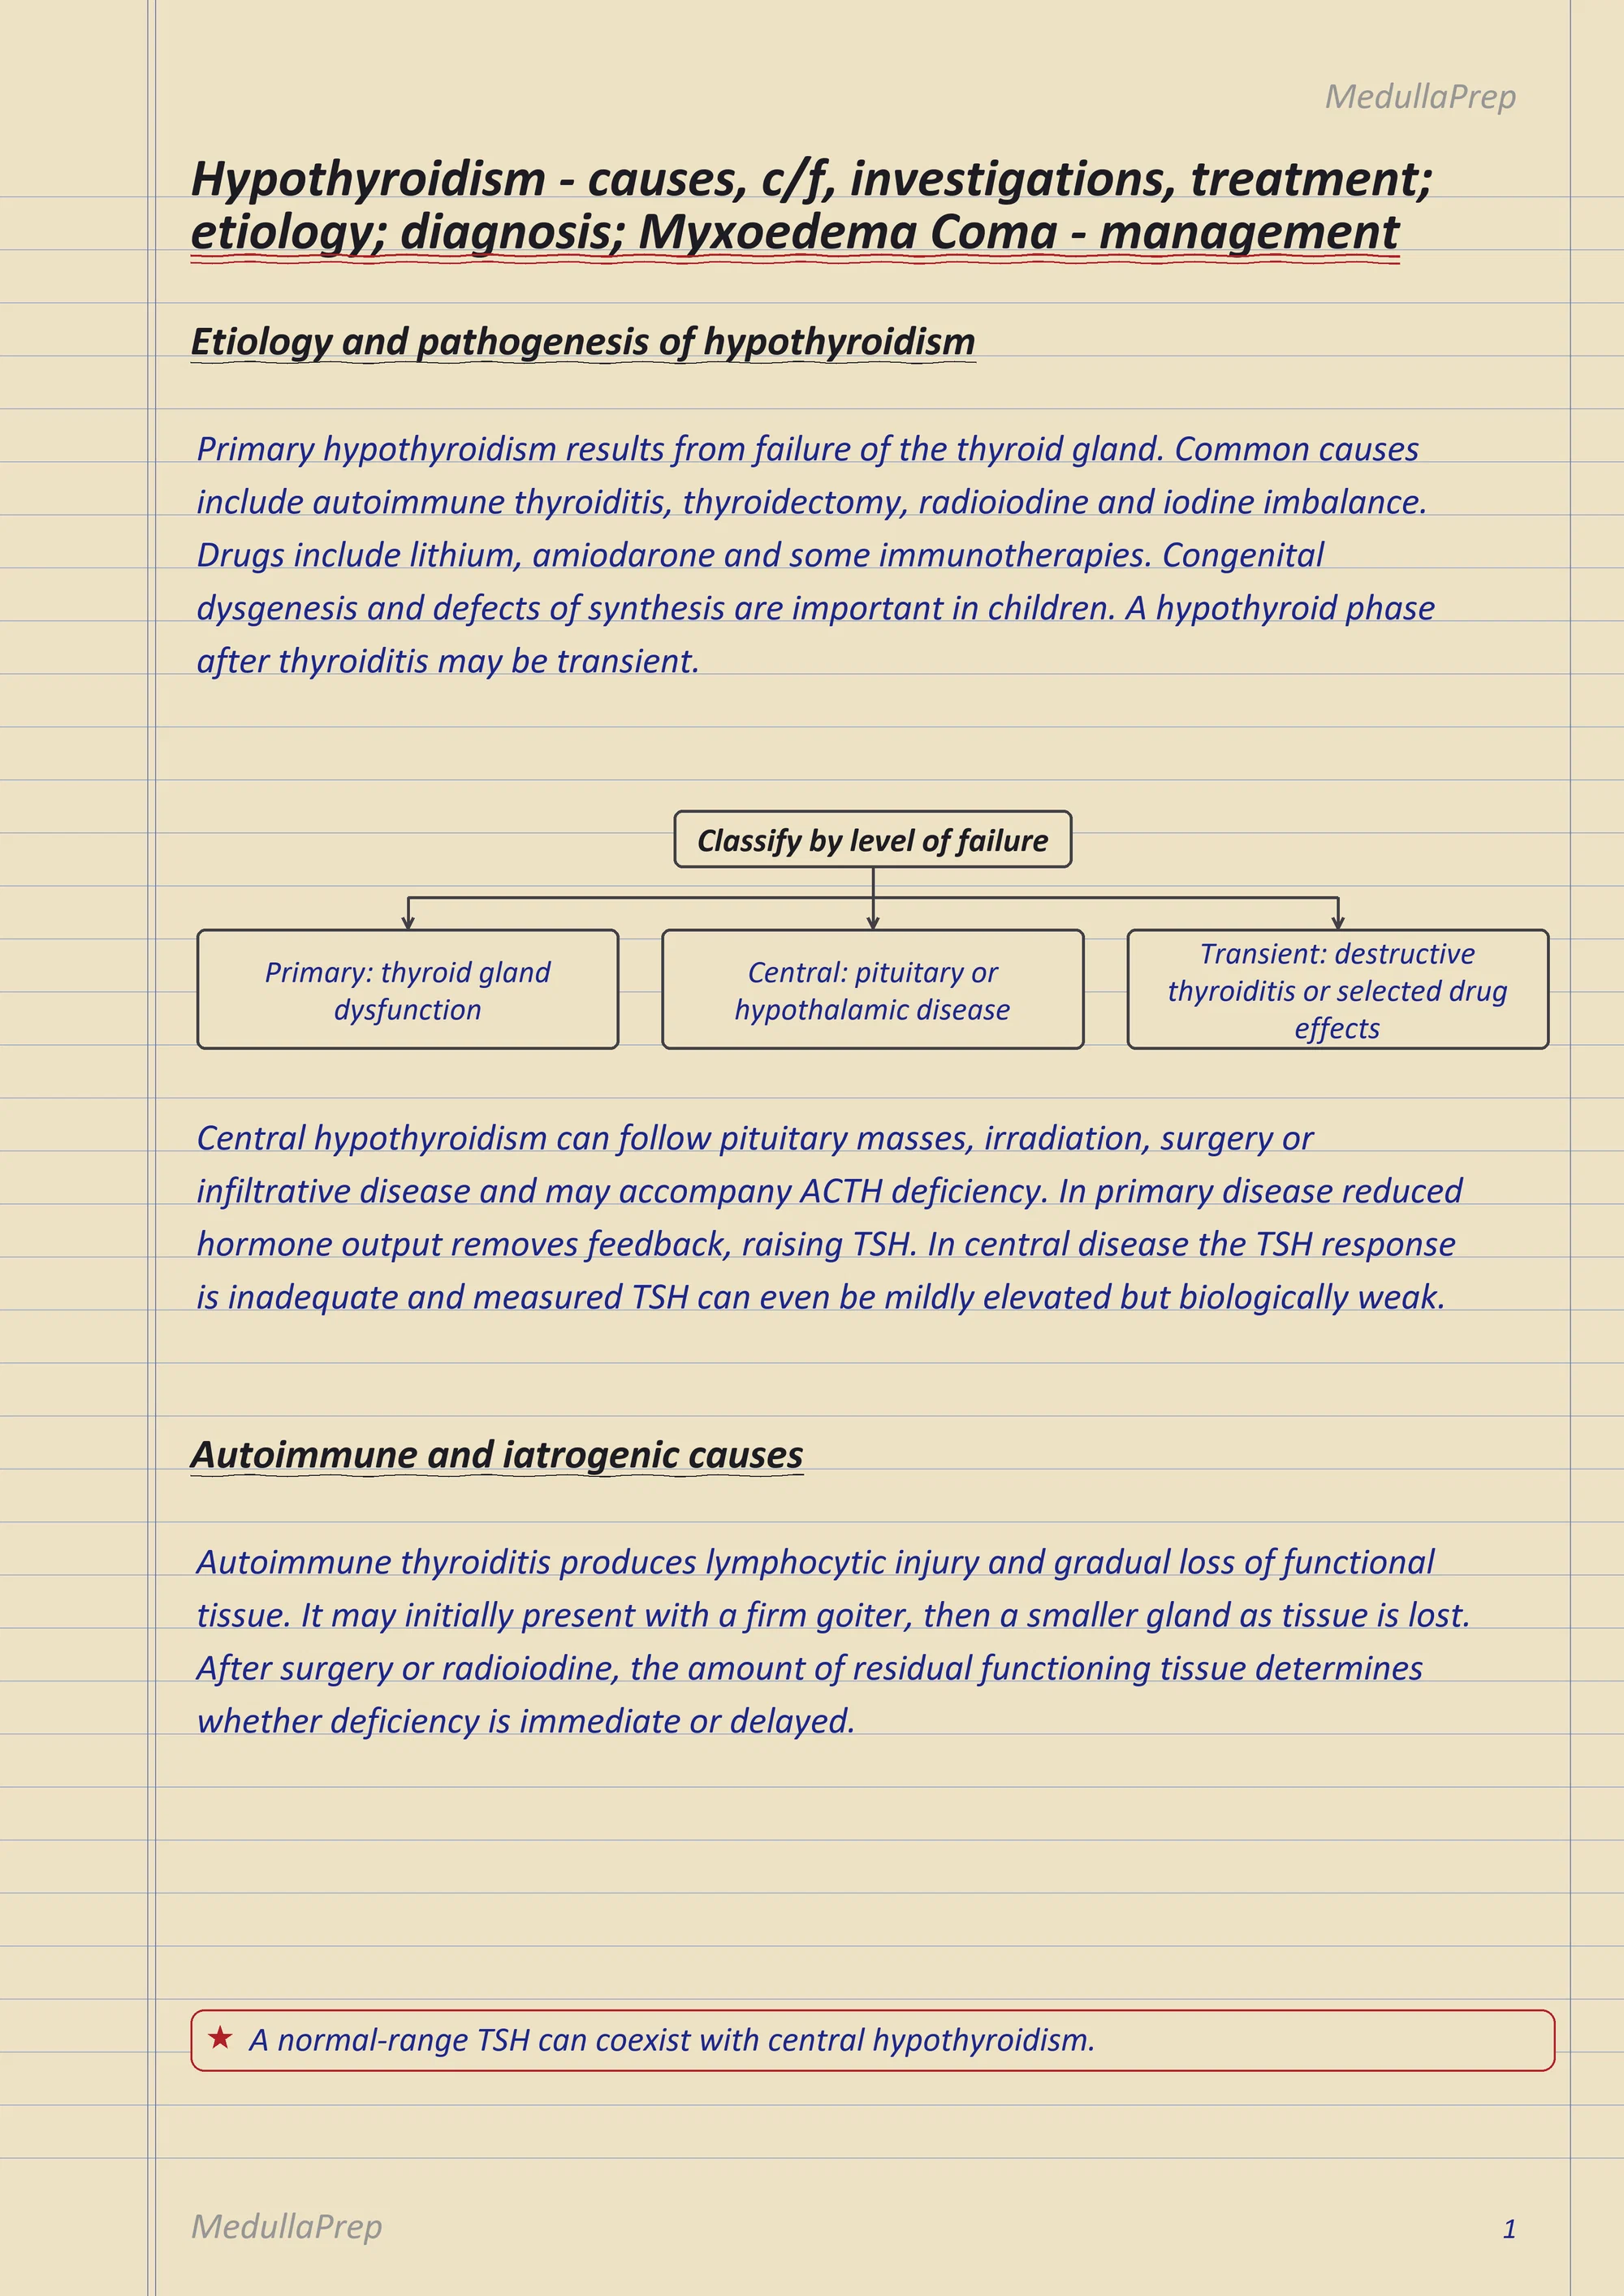 MedullaPrep
Hypothyroidism - causes, c/f, investigations, treatment;
etiology; diagnosis; Myxoedema Coma - management
Etiology and pathogenesis of hypothyroidism
Primary hypothyroidism results from failure of the thyroid gland. Common causes
include autoimmune thyroiditis, thyroidectomy, radioiodine and iodine imbalance.
Drugs include lithium, amiodarone and some immunotherapies. Congenital
dysgenesis and defects of synthesis are important in children. A hypothyroid phase
after thyroiditis may be transient.
Classify by level of failure
Primary: thyroid gland
dysfunction
Central: pituitary or
hypothalamic disease
Transient: destructive
thyroiditis or selected drug
effects
Central hypothyroidism can follow pituitary masses, irradiation, surgery or
infiltrative disease and may accompany ACTH deficiency. In primary disease reduced
hormone output removes feedback, raising TSH. In central disease the TSH response
is inadequate and measured TSH can even be mildly elevated but biologically weak.
Autoimmune and iatrogenic causes
Autoimmune thyroiditis produces lymphocytic injury and gradual loss of functional
tissue. It may initially present with a firm goiter, then a smaller gland as tissue is lost.
After surgery or radioiodine, the amount of residual functioning tissue determines
whether deficiency is immediate or delayed.
★ A normal-range TSH can coexist with central hypothyroidism.
MedullaPrep
1